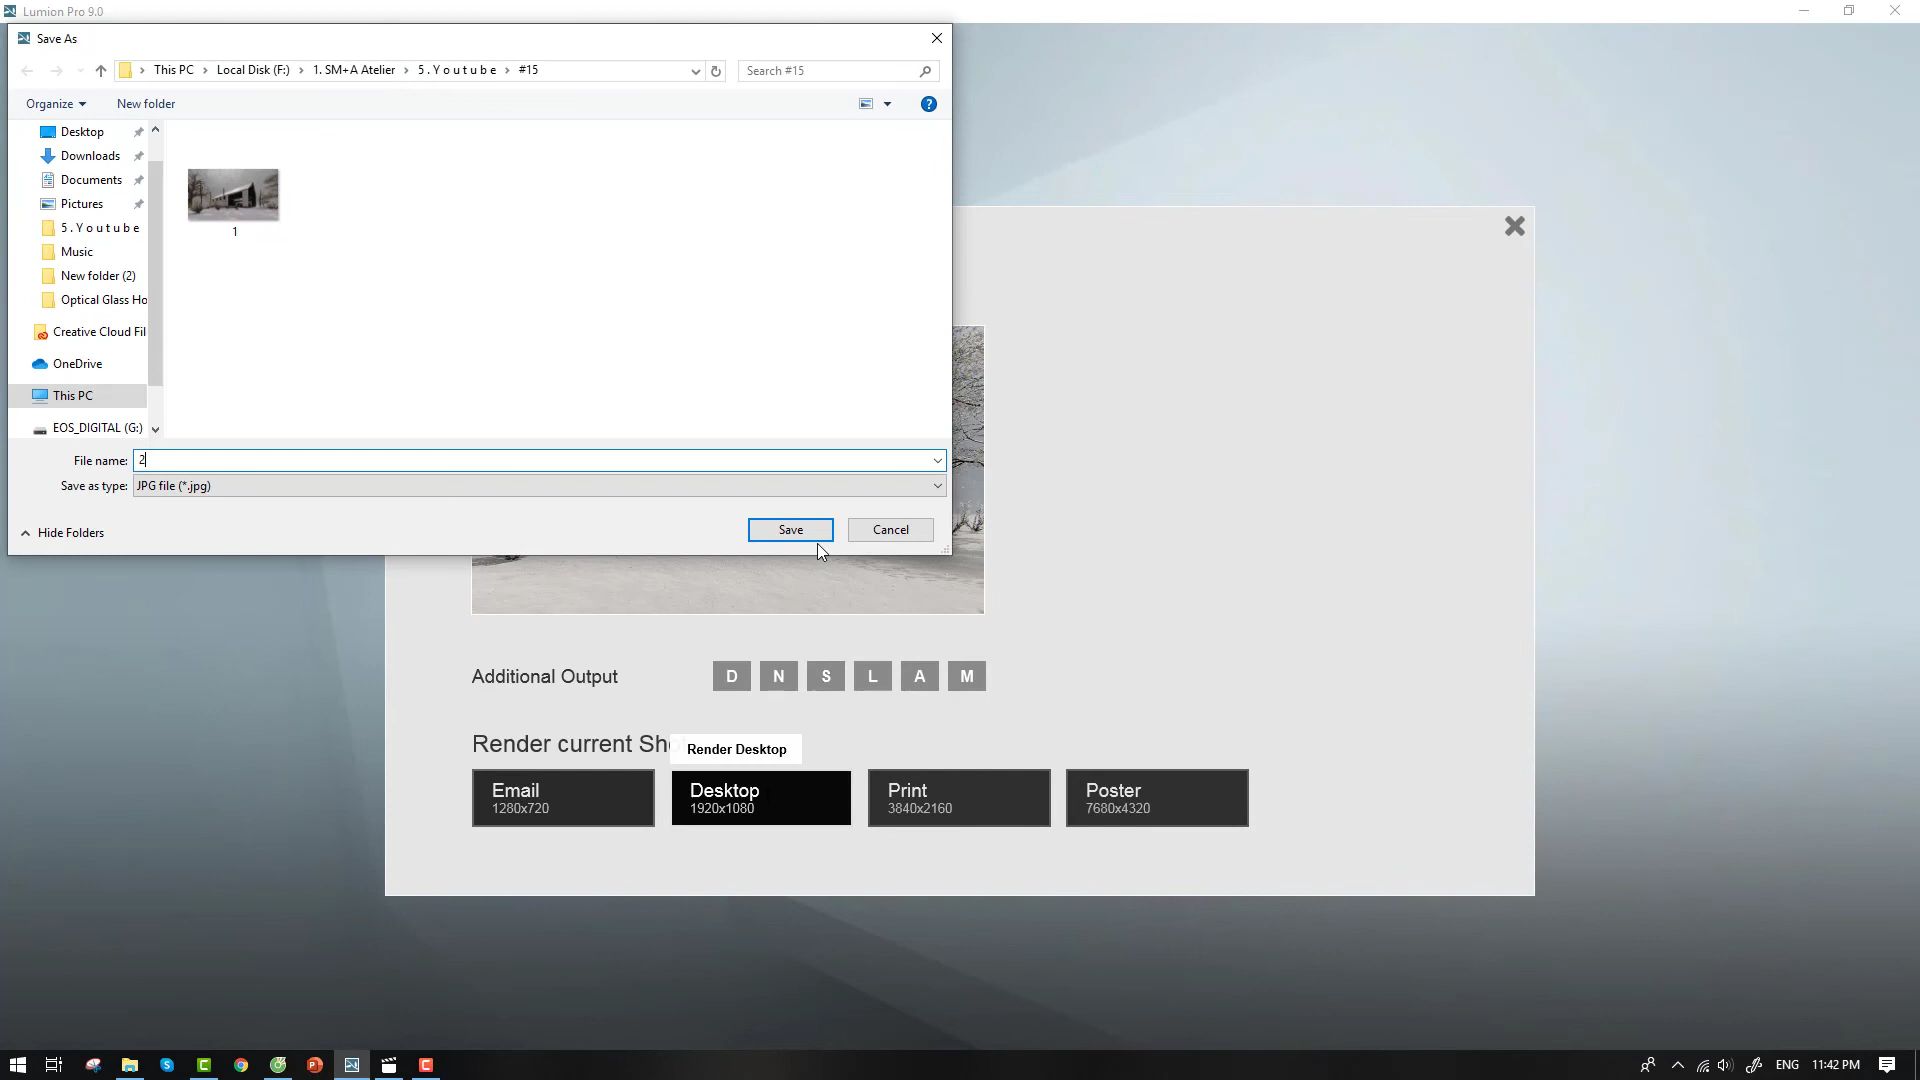 Lumion Pro 9.0
Save As
This PC
Local Disk (F:)
1. SM+A Atelier
5 . Y o u t u b e
#15
Search #15
Organize
New folder
Desktop
Downloads
Documents
Pictures
5 . Y o u t u b e
Music
New folder (2)
Optical Glass Ho
Creative Cloud Fil
OneDrive
This PC
EOS_DIGITAL (G:)
1
File name: 2
Save as type: JPG file (*.jpg)
Hide Folders
Save
Cancel
Additional Output D N S L A M
Render current Sho
Render Desktop
Email
1280x720
Desktop
1920x1080
Print
3840x2160
Poster
7680x4320
ENG
11:42 PM